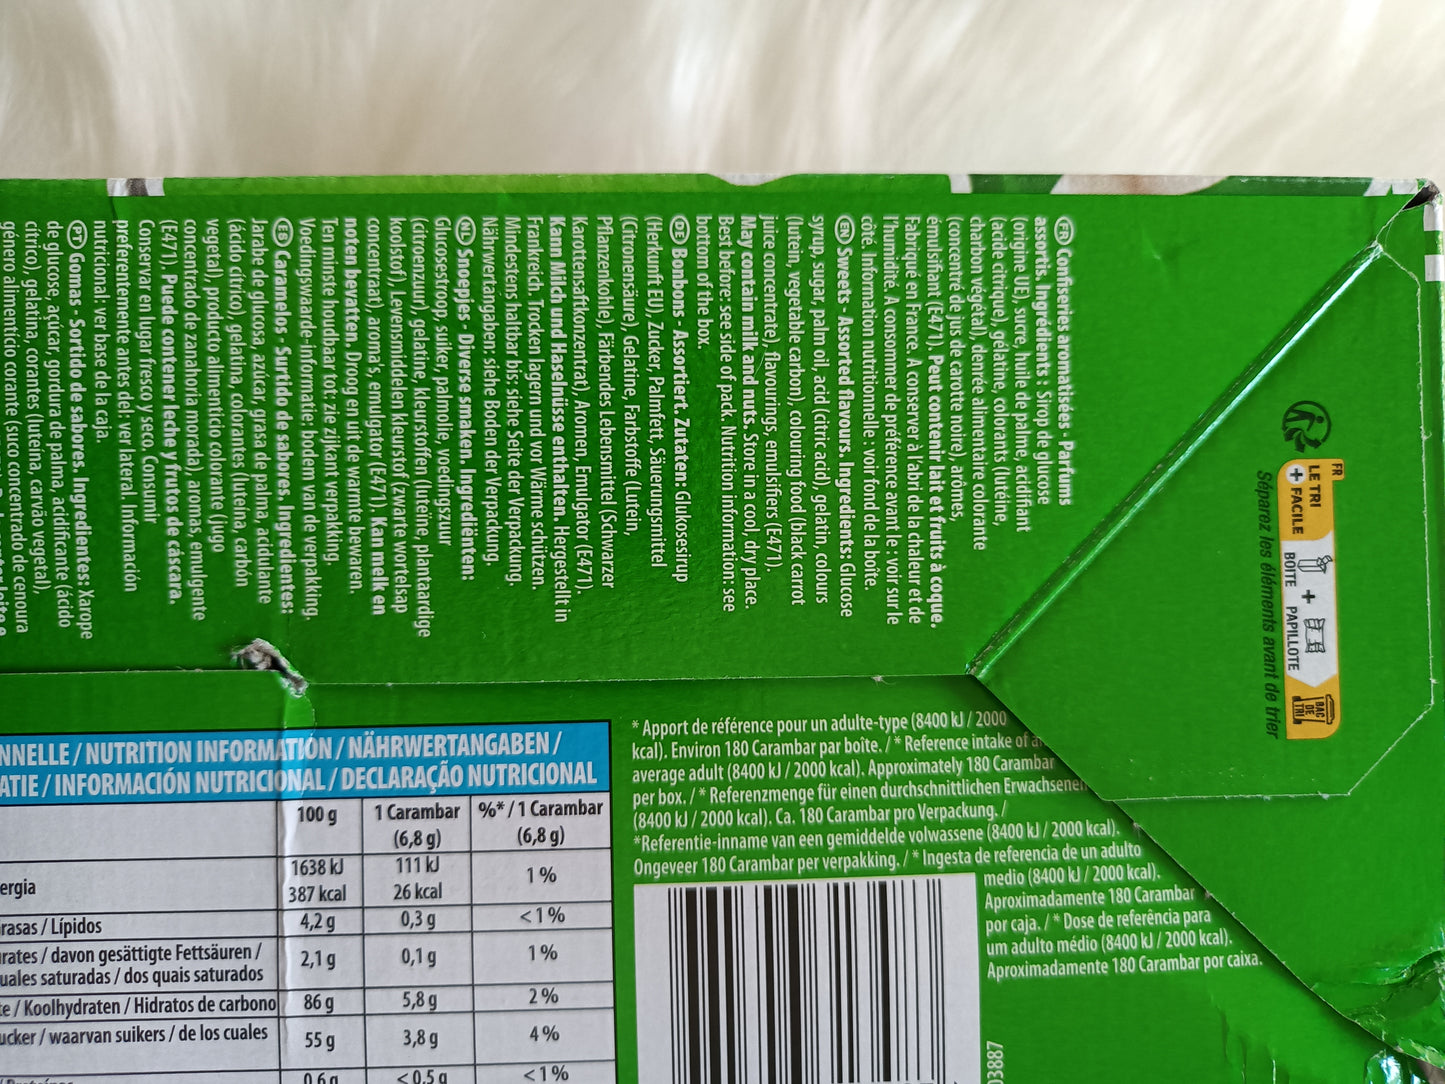 FR Confiseries aromatisées - Parfums
assortis. Ingrédients : Sirop de glucose
(origine UE), sucre, huile de palme, acidifiant
(acide citrique), gélatine, colorants (lutéine,
charbon végétal), denrée alimentaire colorante
(concentré de jus de carotte noire), arômes,
émulsifiant (E471). Peut contenir lait et fruits à coque.
Fabriqué en France. À conserver à l'abri de la chaleur et de
l'humidité. A consommer de préférence avant le : voir sur le
côté. Information nutritionnelle : voir fond de la boîte.
EN Sweets - Assorted flavours. Ingredients: Glucose
syrup, sugar, palm oil, acid (citric acid), gelatin, colours
(lutein, vegetable carbon), colouring food (black carrot
juice concentrate), flavourings, emulsifiers (E471).
May contain milk and nuts. Store in a cool, dry place.
Best before: see side of pack. Nutrition information: see
bottom of the box.
DE Bonbons - Assortiert. Zutaten: Glukosesirup
(Herkunft EU), Zucker, Palmfett, Säuerungsmittel
(Citronensäure), Gelatine, Farbstoffe (Lutein,
Pflanzenkohle), Färbendes Lebensmittel (Schwarzer
Karottensaftkonzentrat), Aromen, Emulgator (E471).
Kann Milch und Haselnüsse enthalten. Hergestellt in
Frankreich. Trocken lagern und vor Wärme schützen.
Mindestens haltbar bis: siehe Seite der Verpackung.
Nährwertangaben: siehe Boden der Verpackung.
NL Snoepjes - Diverse smaken. Ingrediënten:
Glucosestroop, suiker, palmolie, voedingszuur
(citroenzuur), gelatine, kleurstoffen (luteïne, plantaardige
koolstof), Levensmiddelen kleurstof (zwarte wortelsap
concentraat), aroma's, emulgator (E471). Kan melk en
noten bevatten. Droog en uit de warmte bewaren.
Ten minste houdbaar tot: zie zijkant verpakking.
Voedingswaarde-informatie: bodem van de verpakking.
ES Caramelos - Surtido de sabores. Ingredientes:
Jarabe de glucosa, azúcar, grasa de palma, acidulante
(ácido cítrico), gelatina, colorantes (luteína, carbón
vegetal), producto alimenticio colorante (jugo
concentrado de zanahoria morada), aromas, emulgente
(E471). Puede contener leche y frutos de cáscara.
Conservar en lugar fresco y seco. Consumir
preferentemente antes del: ver lateral. Información
nutricional: ver base de la caja.
PT Gomas - Sortido de sabores. Ingredientes: Xarope
de glucose, açúcar, gordura de palma, acidificante (ácido
cítrico), gelatina, corantes (luteína, carvão vegetal),
género alimentício corante (suco concentrado de cenoura
FR
LE TRI
+ FACILE
BOÎTE + PAPILLOTE
BAC DE TRI
Séparez les éléments avant de trier
NNELLE / NUTRITION INFORMATION / NÄHRWERTANGABEN /
ATIE / INFORMACIÓN NUTRICIONAL / DECLARAÇÃO NUTRICIONAL
100 g 1 Carambar %* / 1 Carambar
(6,8 g) (6,8 g)
1638 kJ 111 kJ
ergia 387 kcal 26 kcal 1 %
rasas / Lípidos 4,2 g 0,3 g <1 %
rates / davon gesättigte Fettsäuren /
uales saturadas / dos quais saturados 2,1 g 0,1 g 1 %
te / Koolhydraten / Hidratos de carbono 86 g 5,8 g 2 %
ucker / waarvan suikers / de los cuales 55 g 3,8 g 4 %
0,6 g <0,5 g <1 %
* Apport de référence pour un adulte-type (8400 kJ / 2000
kcal). Environ 180 Carambar par boîte. / * Reference intake of an
average adult (8400 kJ / 2000 kcal). Approximately 180 Carambar
per box. / * Referenzmenge für einen durchschnittlichen Erwachsenen
(8400 kJ / 2000 kcal). Ca. 180 Carambar pro Verpackung. /
*Referentie-inname van een gemiddelde volwassene (8400 kJ / 2000 kcal).
Ongeveer 180 Carambar per verpakking. / * Ingesta de referencia de un adulto
medio (8400 kJ / 2000 kcal).
Aproximadamente 180 Carambar
por caja. / * Dose de referência para
um adulto médio (8400 kJ / 2000 kcal).
Aproximadamente 180 Carambar por caixa.
03887